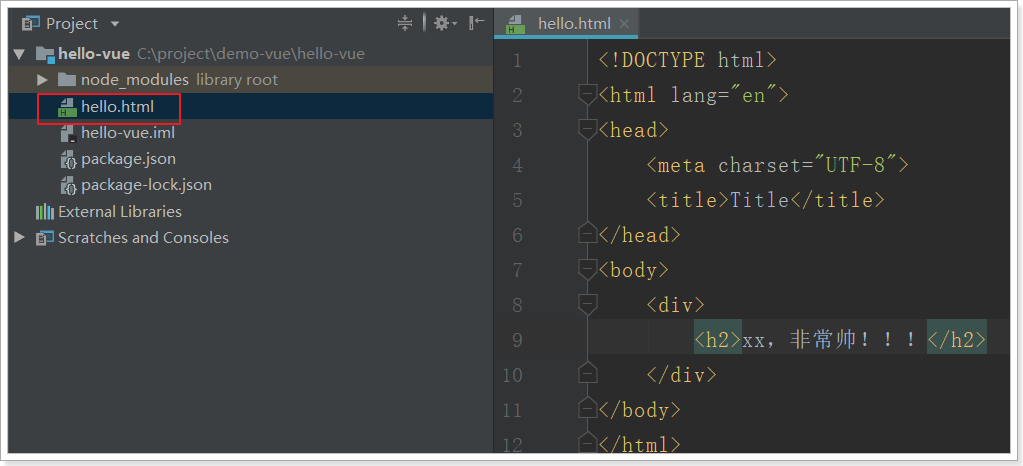 Project
hello-vue C:\project\demo-vue\hello-vue
node_modules library root
hello.html
hello-vue.iml
package.json
package-lock.json
External Libraries
Scratches and Consoles
hello.html
1 <!DOCTYPE html>
2 <html lang="en">
3 <head>
4 <meta charset="UTF-8">
5 <title>Title</title>
6 </head>
7 <body>
8 <div>
9 <h2>xx，非常帅！！！</h2>
10 </div>
11 </body>
12 </html>